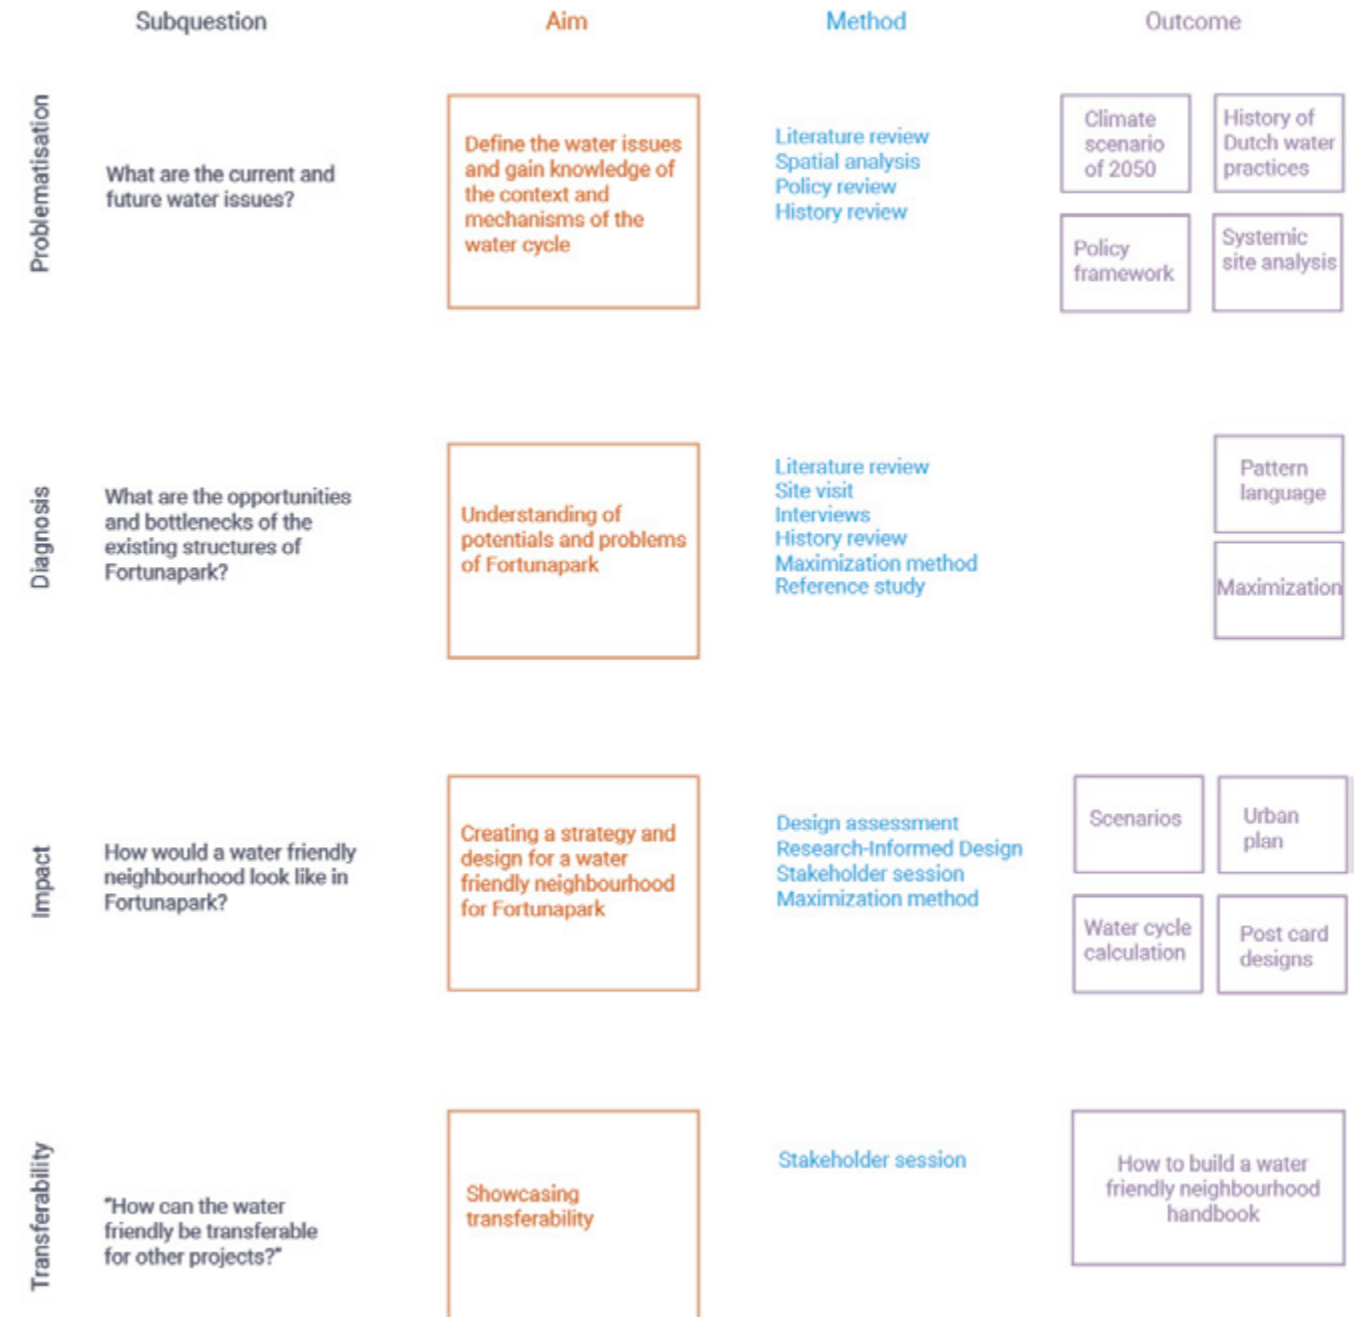 Subquestion
Aim
Method
Outcome
Problematisation
What are the current and
future water issues?
Define the water issues
and gain knowledge of
the context and
mechanisms of the
water cycle
Literature review
Spatial analysis
Policy review
History review
Climate
scenario
of 2050
History of
Dutch water
practices
Policy
framework
Systemic
site analysis
Diagnosis
What are the opportunities
and bottlenecks of the
existing structures of
Fortunapark?
Understanding of
potentials and problems
of Fortunapark
Literature review
Site visit
Interviews
History review
Maximization method
Reference study
Pattern
language
Maximization
Impact
How would a water friendly
neighbourhood look like in
Fortunapark?
Creating a strategy and
design for a water
friendly neighbourhood
for Fortunapark
Design assessment
Research-Informed Design
Stakeholder session
Maximization method
Scenarios
Urban
plan
Water cycle
calculation
Post card
designs
Transferability
"How can the water
friendly be transferable
for other projects?"
Showcasing
transferability
Stakeholder session
How to build a water
friendly neighbourhood
handbook